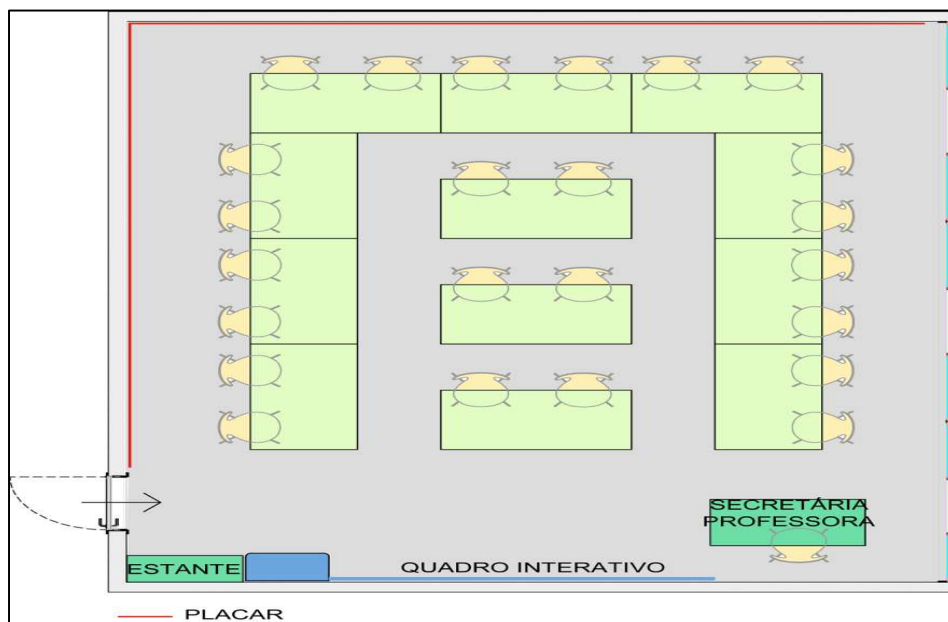 SECRETÁRIA
PROFESSORA
ESTANTE
QUADRO INTERATIVO
PLACAR